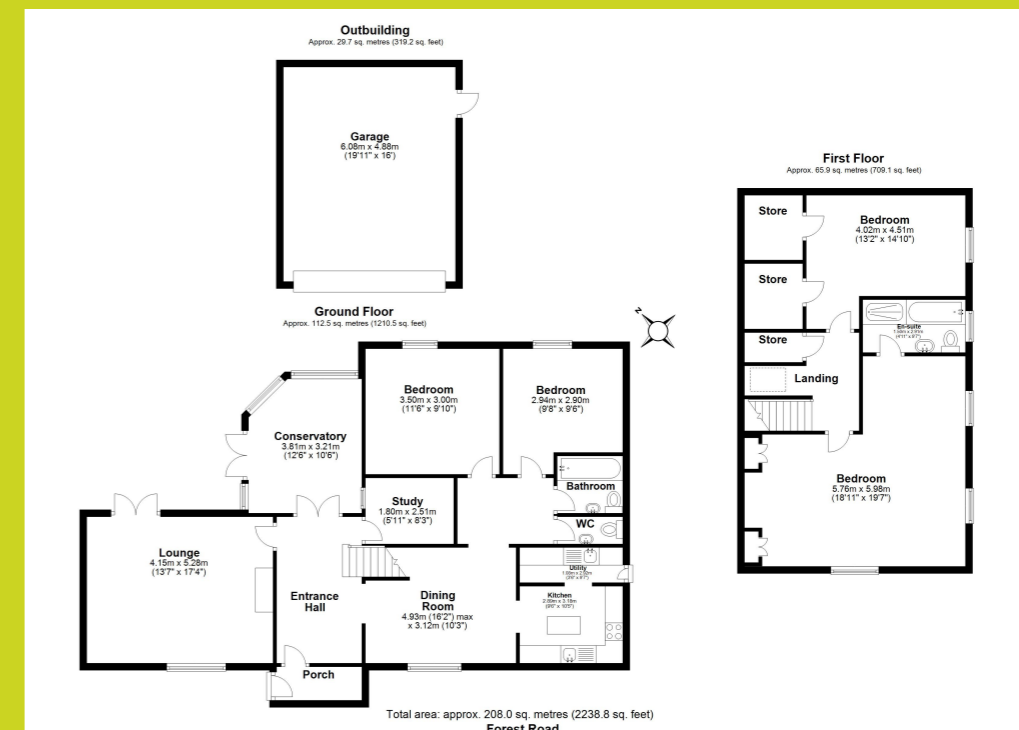 Outbuilding
Approx. 29.7 sq. metres (319.2 sq. feet)
Garage
6.08m x 4.88m
(19'11" x 16')
First Floor
Approx. 65.9 sq. metres (709.1 sq. feet)
Store
Bedroom
4.02m x 4.51m
(13'2" x 14'10")
Store
En-suite
Store
Landing
Bedroom
5.76m x 5.98m
(18'11" x 19'7")
Ground Floor
Approx. 112.5 sq. metres (1210.5 sq. feet)
N
Bedroom
3.50m x 3.00m
(11'6" x 9'10")
Bedroom
2.94m x 2.90m
(9'8" x 9'6")
Conservatory
3.81m x 3.21m
(12'6" x 10'6")
Bathroom
Study
1.80m x 2.51m
(5'11" x 8'3")
WC
Lounge
4.15m x 5.28m
(13'7" x 17'4")
Utility
Entrance
Hall
Dining
Room
4.93m (16'2") max
x 3.12m (10'3")
Kitchen
Porch
Total area: approx. 208.0 sq. metres (2238.8 sq. feet)
Forest Road